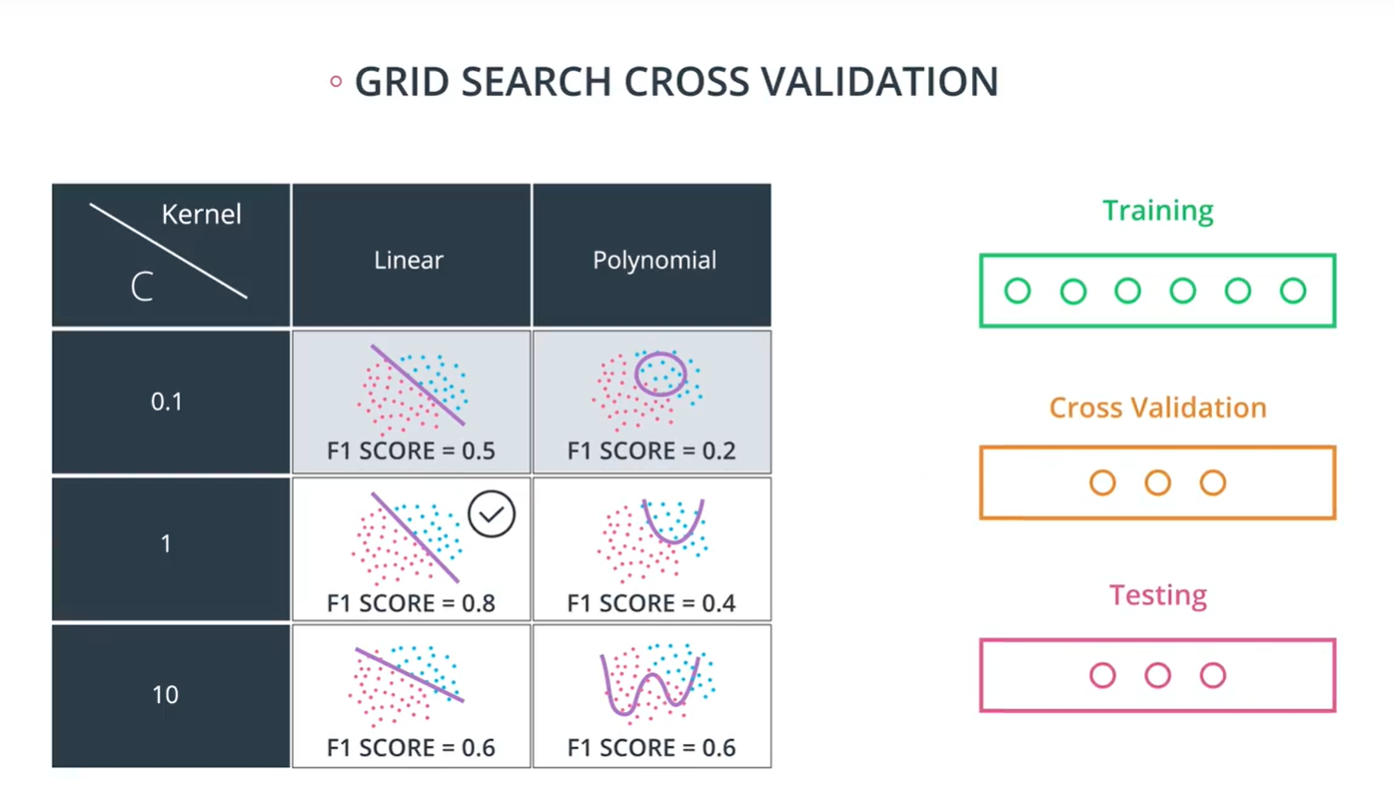 GRID SEARCH CROSS VALIDATION
Kernel
C
Linear
Polynomial
0.1
F1 SCORE = 0.5
F1 SCORE = 0.2
1
F1 SCORE = 0.8
F1 SCORE = 0.4
10
F1 SCORE = 0.6
F1 SCORE = 0.6
Training
Cross Validation
Testing